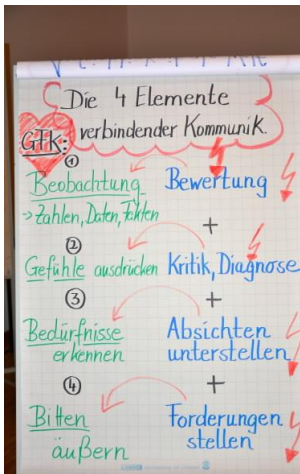 Die 4 Elemente
verbindender Kommunik.
GFK:
①
Beobachtung Bewertung
→ Zahlen, Daten, Fakten
+
②
Gefühle ausdrücken Kritik, Diagnose
③ +
Bedürfnisse Absichten
erkennen unterstellen
④ +
Bitten Forderungen
äußern stellen